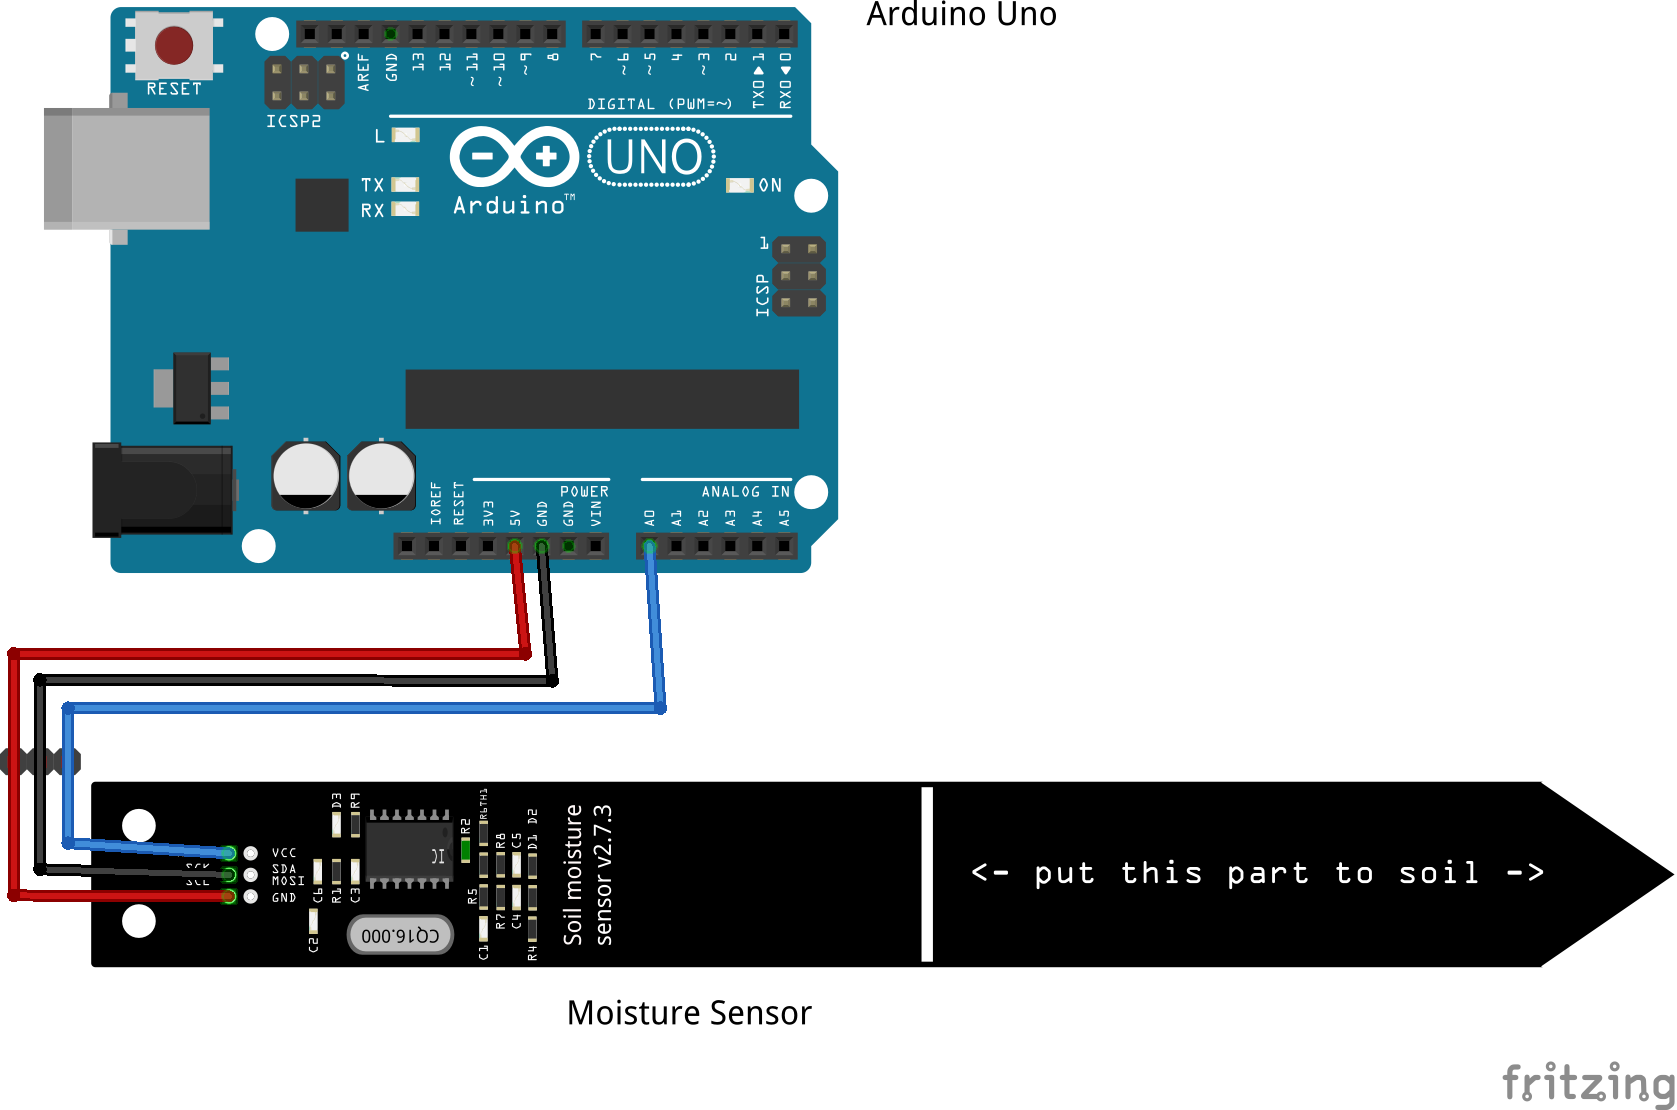 Arduino Uno
RESET
ICSP2
AREF
GND
13
12
~11
~10
~9
8
7
~6
~5
4
~3
2
TX0▶1
RX0◀0
DIGITAL (PWM=~)
L
TX
RX
UNO
Arduino™
ON
1
ICSP
POWER
ANALOG IN
IOREF
RESET
3V3
5V
GND
GND
VIN
A0
A1
A2
A3
A4
A5
VCC
SDA
MOSI
GND
D3
R9
C6
R1
C3
C2
IC
CQ16.000
R2
R6TH1
R8
C5
D1
D2
R5
R7
C4
C1
R4
Soil moisture
sensor v2.7.3
<- put this part to soil ->
Moisture Sensor
fritzing